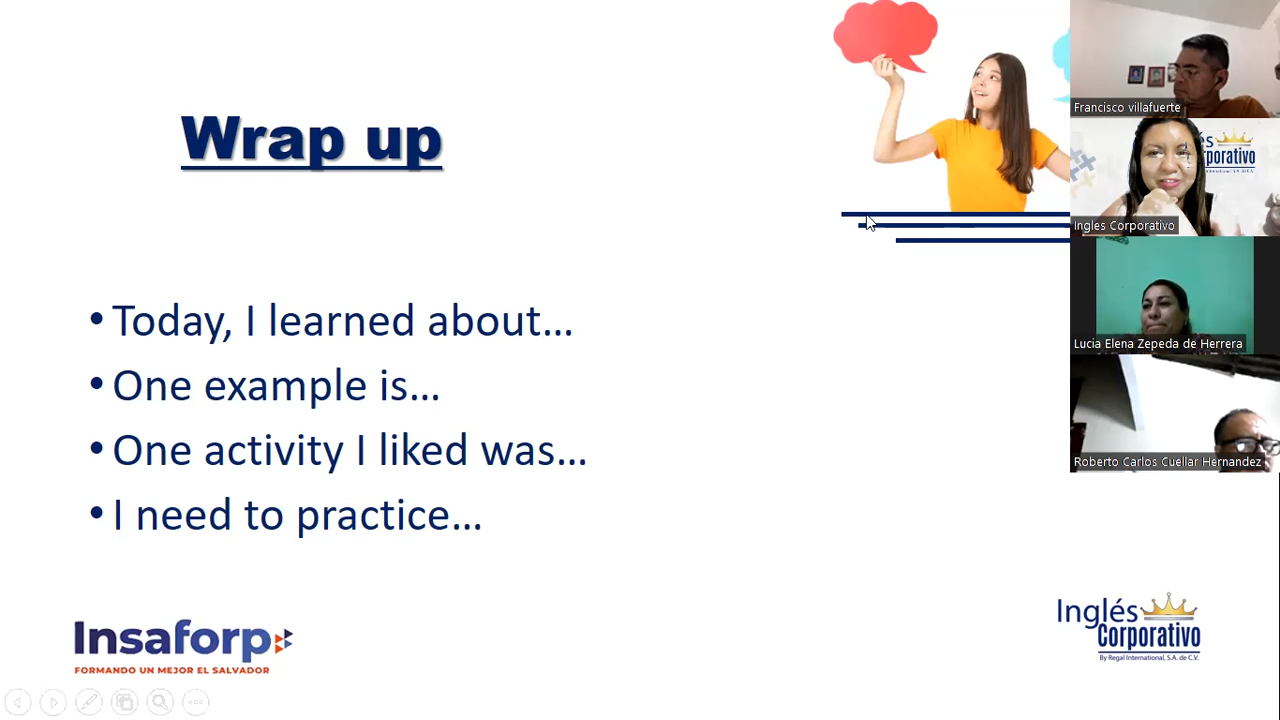 Wrap up
• Today, I learned about...
• One example is...
• One activity I liked was...
• I need to practice...
Insaforp
FORMANDO UN MEJOR EL SALVADOR
Inglés
Corporativo
By Regal International, S.A. de C.V.
Francisco villafuerte
és
rporativo
Ingles Corporativo
Lucia Elena Zepeda de Herrera
Roberto Carlos Cuellar Hernandez